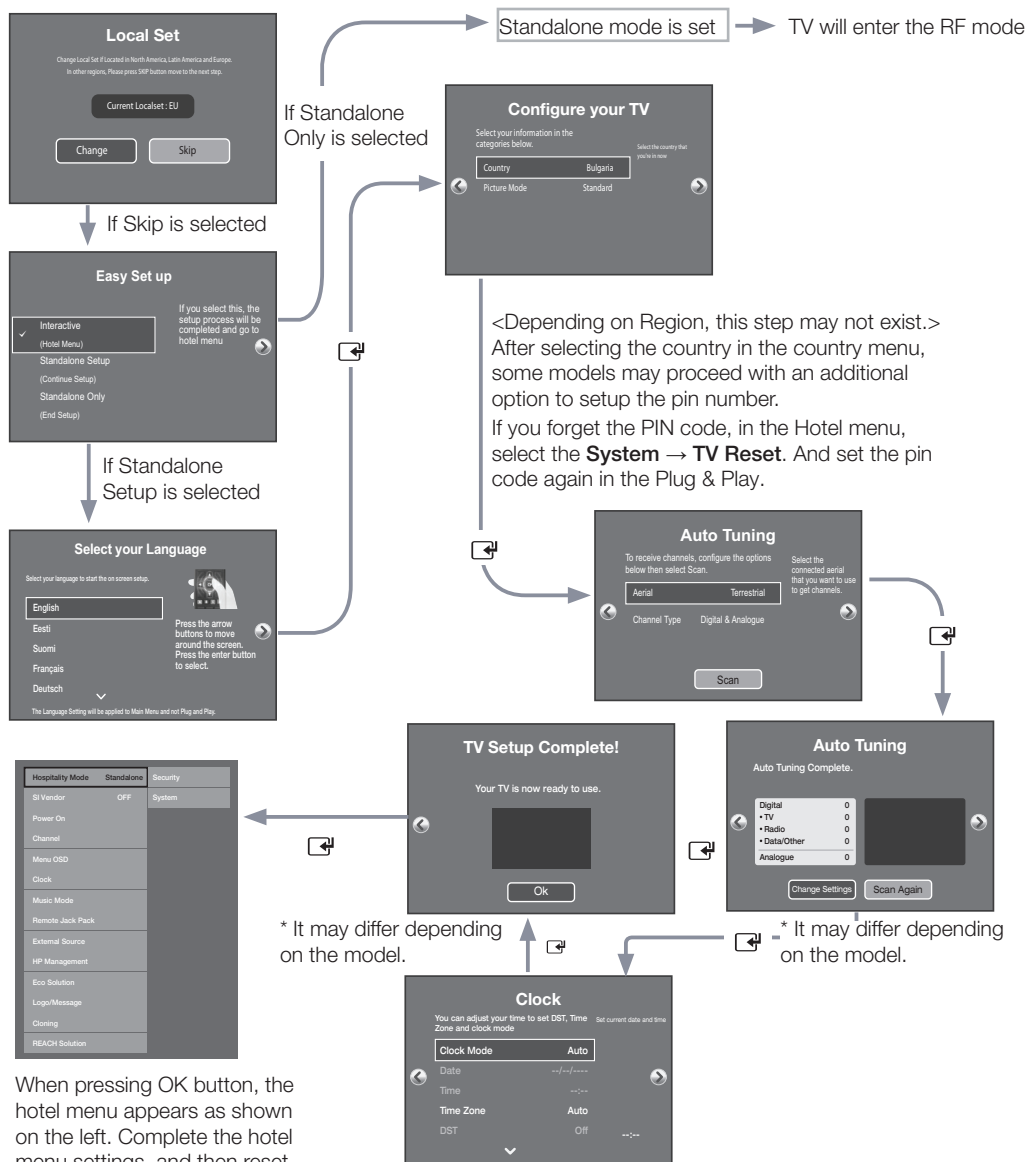 Local Set
Change Local Set if Located in North America, Latin America and Europe.
In other regions, Please press SKIP button move to the next step.
Current Localset : EU
Change
Skip
If Skip is selected
Standalone mode is set
TV will enter the RF mode
If Standalone
Only is selected
Easy Set up
✓ Interactive
(Hotel Menu)
Standalone Setup
(Continue Setup)
Standalone Only
(End Setup)
If you select this, the
setup process will be
completed and go to
hotel menu
If Standalone
Setup is selected
Select your Language
Select your language to start the on screen setup.
English
Eesti
Suomi
Français
Deutsch
Press the arrow
buttons to move
around the screen.
Press the enter button
to select.
The Language Setting will be applied to Main Menu and not Plug and Play.
Configure your TV
Select your information in the
categories below.
Country Bulgaria
Picture Mode Standard
Select the country that
you're in now
<Depending on Region, this step may not exist.>
After selecting the country in the country menu,
some models may proceed with an additional
option to setup the pin number.
If you forget the PIN code, in the Hotel menu,
select the System → TV Reset. And set the pin
code again in the Plug & Play.
Auto Tuning
To receive channels, configure the options
below then select Scan.
Aerial Terrestrial
Channel Type Digital & Analogue
Select the
connected aerial
that you want to use
to get channels.
Scan
Auto Tuning
Auto Tuning Complete.
Digital 0
• TV 0
• Radio 0
• Data/Other 0
Analogue 0
Change Settings
Scan Again
* It may differ depending
on the model.
Clock
You can adjust your time to set DST, Time
Zone and clock mode
Set current date and time
Clock Mode Auto
Date --/--/----
Time --:--
Time Zone Auto
DST Off
--:--
TV Setup Complete!
Your TV is now ready to use.
Ok
* It may differ depending
on the model.
Hospitality Mode Standalone Security
SI Vendor OFF System
Power On
Channel
Menu OSD
Clock
Music Mode
Remote Jack Pack
External Source
HP Management
Eco Solution
Logo/Message
Cloning
REACH Solution
When pressing OK button, the
hotel menu appears as shown
on the left. Complete the hotel
menu settings, and then reset